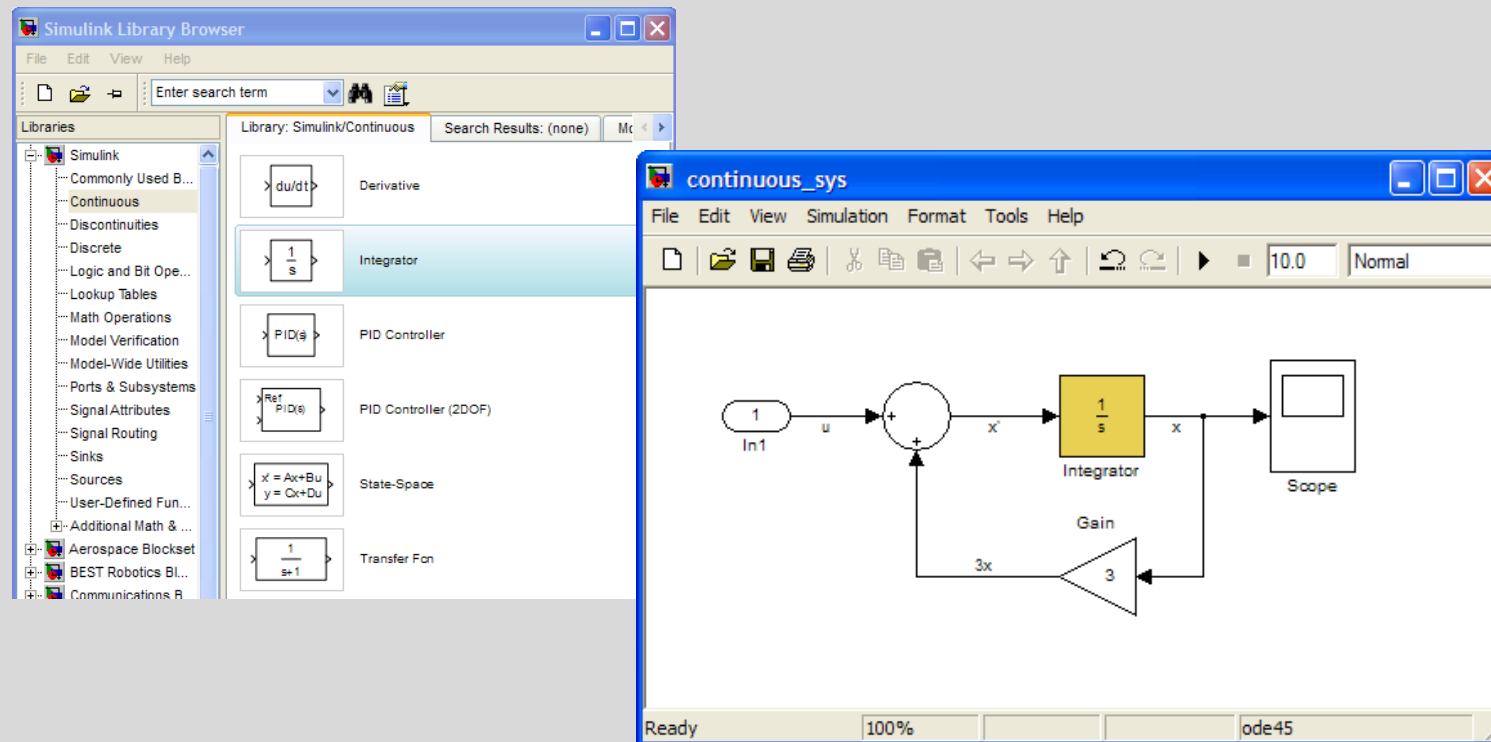 Simulink Library Browser
File Edit View Help
Enter search term
Libraries
Library: Simulink/Continuous Search Results: (none)
Simulink
Commonly Used B...
Continuous
Discontinuities
Discrete
Logic and Bit Ope...
Lookup Tables
Math Operations
Model Verification
Model-Wide Utilities
Ports & Subsystems
Signal Attributes
Signal Routing
Sinks
Sources
User-Defined Fun...
Additional Math & ...
Aerospace Blockset
BEST Robotics Bl...
Communications B
du/dt Derivative
1
s
Integrator
PID(s) PID Controller
Ref
PID(s)
PID Controller (2DOF)
x' = Ax+Bu
y = Cx+Du
State-Space
1
s+1
Transfer Fcn
continuous_sys
File Edit View Simulation Format Tools Help
10.0 Normal
1
In1
u
+
+
x'
1
s
Integrator
x
Scope
Gain
3
3x
Ready 100% ode45